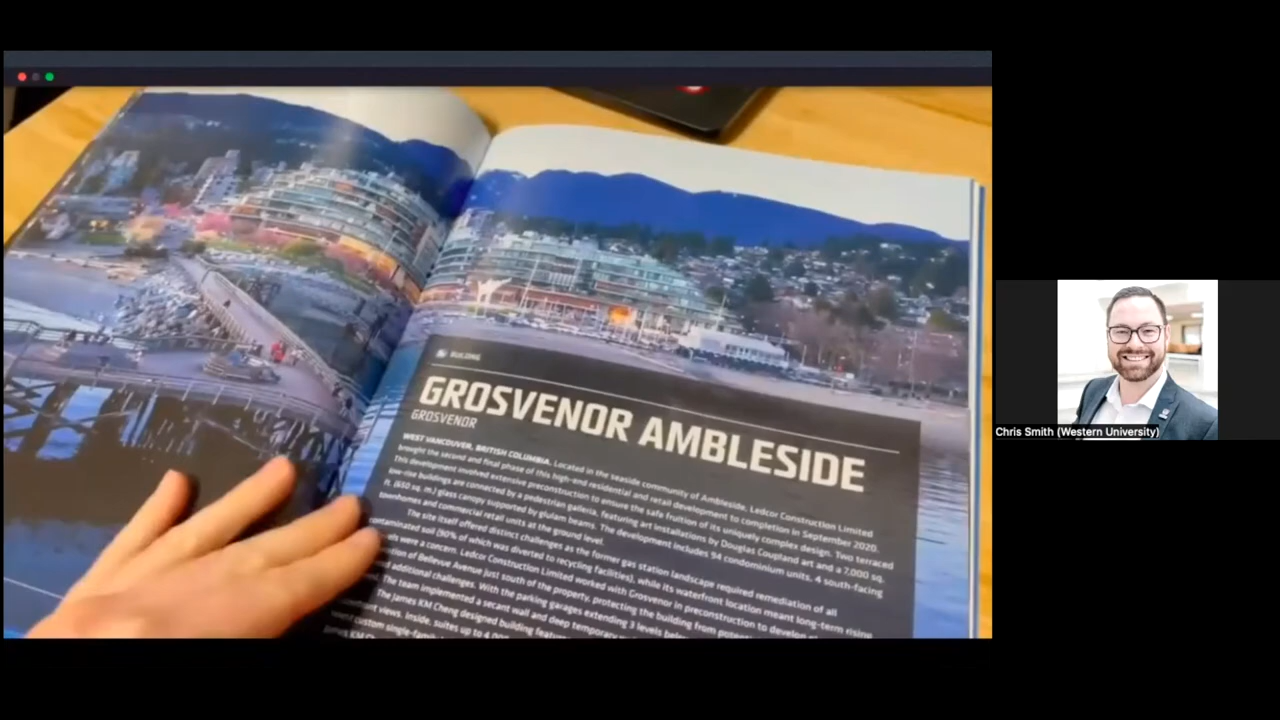 BUILDING
GROSVENOR AMBLESIDE
GROSVENOR
WEST VANCOUVER, BRITISH COLUMBIA. Located in the seaside community of Ambleside, Ledcor Construction Limited
brought the second and final phase of this high-end residential and retail development to completion in September 2020.
This development involved extensive preconstruction to ensure the safe fruition of its uniquely complex design. Two terraced
low-rise buildings are connected by a pedestrian galleria, featuring art installations by Douglas Coupland art and a 7,000 sq.
ft. (650 sq. m.) glass canopy supported by glulam beams. The development includes 94 condominium units, 4 south-facing
townhomes and commercial retail units at the ground level.
The site itself offered distinct challenges as the former gas station landscape required remediation of all
contaminated soil (90% of which was diverted to recycling facilities), while its waterfront location meant long-term rising
were a concern. Ledcor Construction Limited worked with Grosvenor in preconstruction to develop
of Bellevue Avenue just south of the property, protecting the building from
additional challenges. With the parking garages extending 3 levels
The team implemented a secant wall and deep temporary
The James KM Cheng designed building
views. Inside, suites up to
custom
James KM
Chris Smith (Western University)